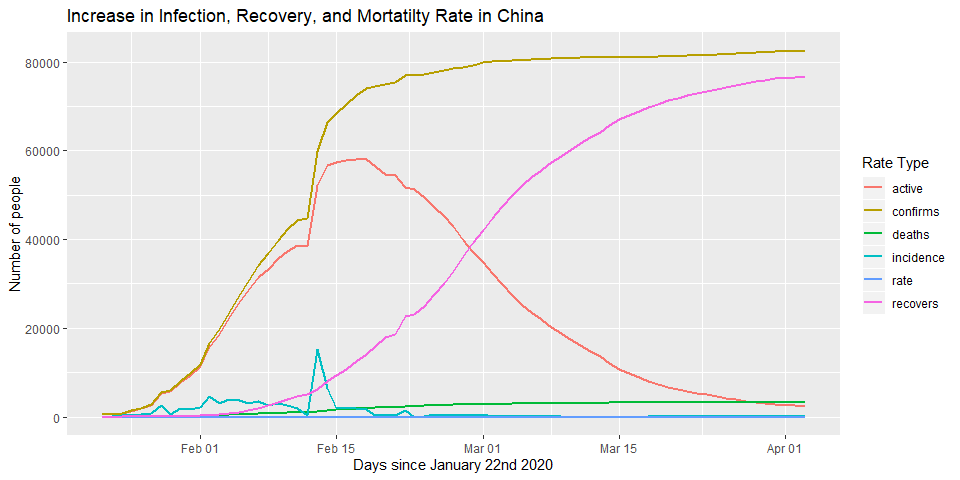 Increase in Infection, Recovery, and Mortatilty Rate in China
80000
60000
40000
20000
0
Number of people
Feb 01
Feb 15
Mar 01
Mar 15
Apr 01
Days since January 22nd 2020
Rate Type
active
confirms
deaths
incidence
rate
recovers